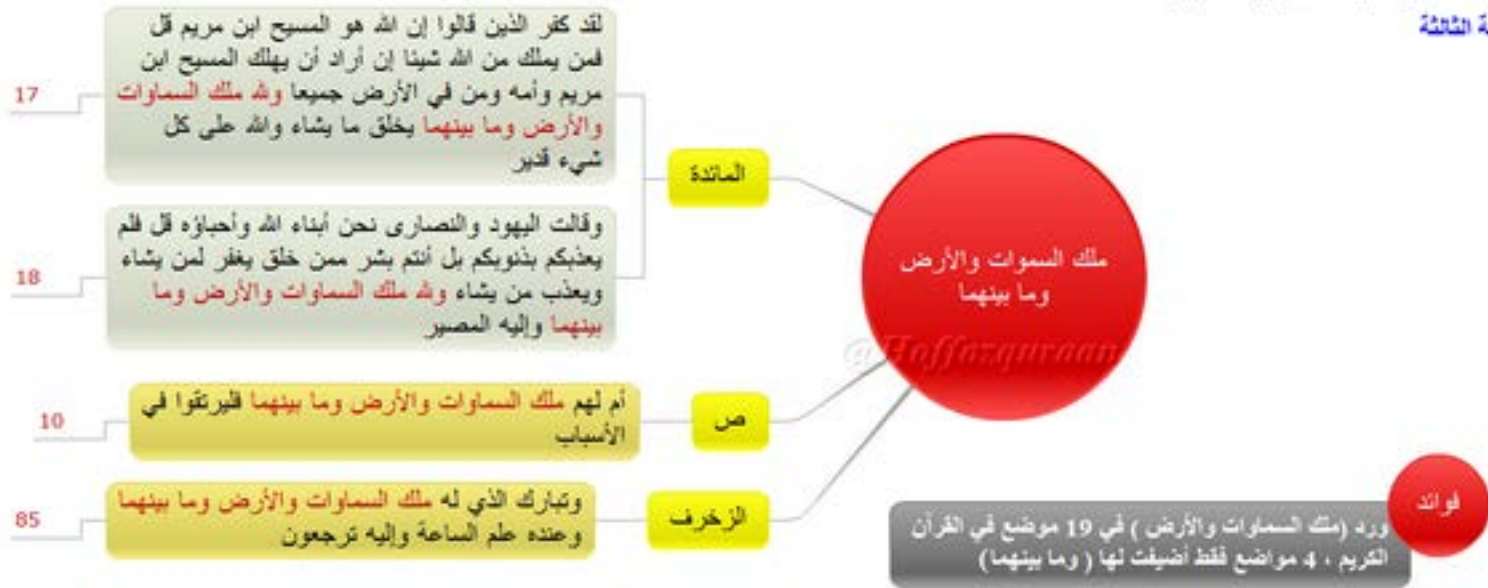 ة الثالثة
ملك السموات والأرض
وما بينهما
@Hoffazquraan
المائدة
لقد كفر الذين قالوا إن الله هو المسيح ابن مريم قل
فمن يملك من الله شيئا إن أراد أن يهلك المسيح ابن
مريم وأمه ومن في الأرض جميعا ولله ملك السماوات
والأرض وما بينهما يخلق ما يشاء والله على كل
شيء قدير
17
وقالت اليهود والنصارى نحن أبناء الله وأحباؤه قل فلم
يعذبكم بذنوبكم بل أنتم بشر ممن خلق يغفر لمن يشاء
ويعذب من يشاء ولله ملك السماوات والأرض وما
بينهما وإليه المصير
18
ص
أم لهم ملك السماوات والأرض وما بينهما فليرتقوا في
الأسباب
10
الزخرف
وتبارك الذي له ملك السماوات والأرض وما بينهما
وعنده علم الساعة وإليه ترجعون
85
فوائد
ورد (ملك السماوات والأرض ) في 19 موضع في القرآن
الكريم ، 4 مواضع فقط أضيفت لها ( وما بينهما)